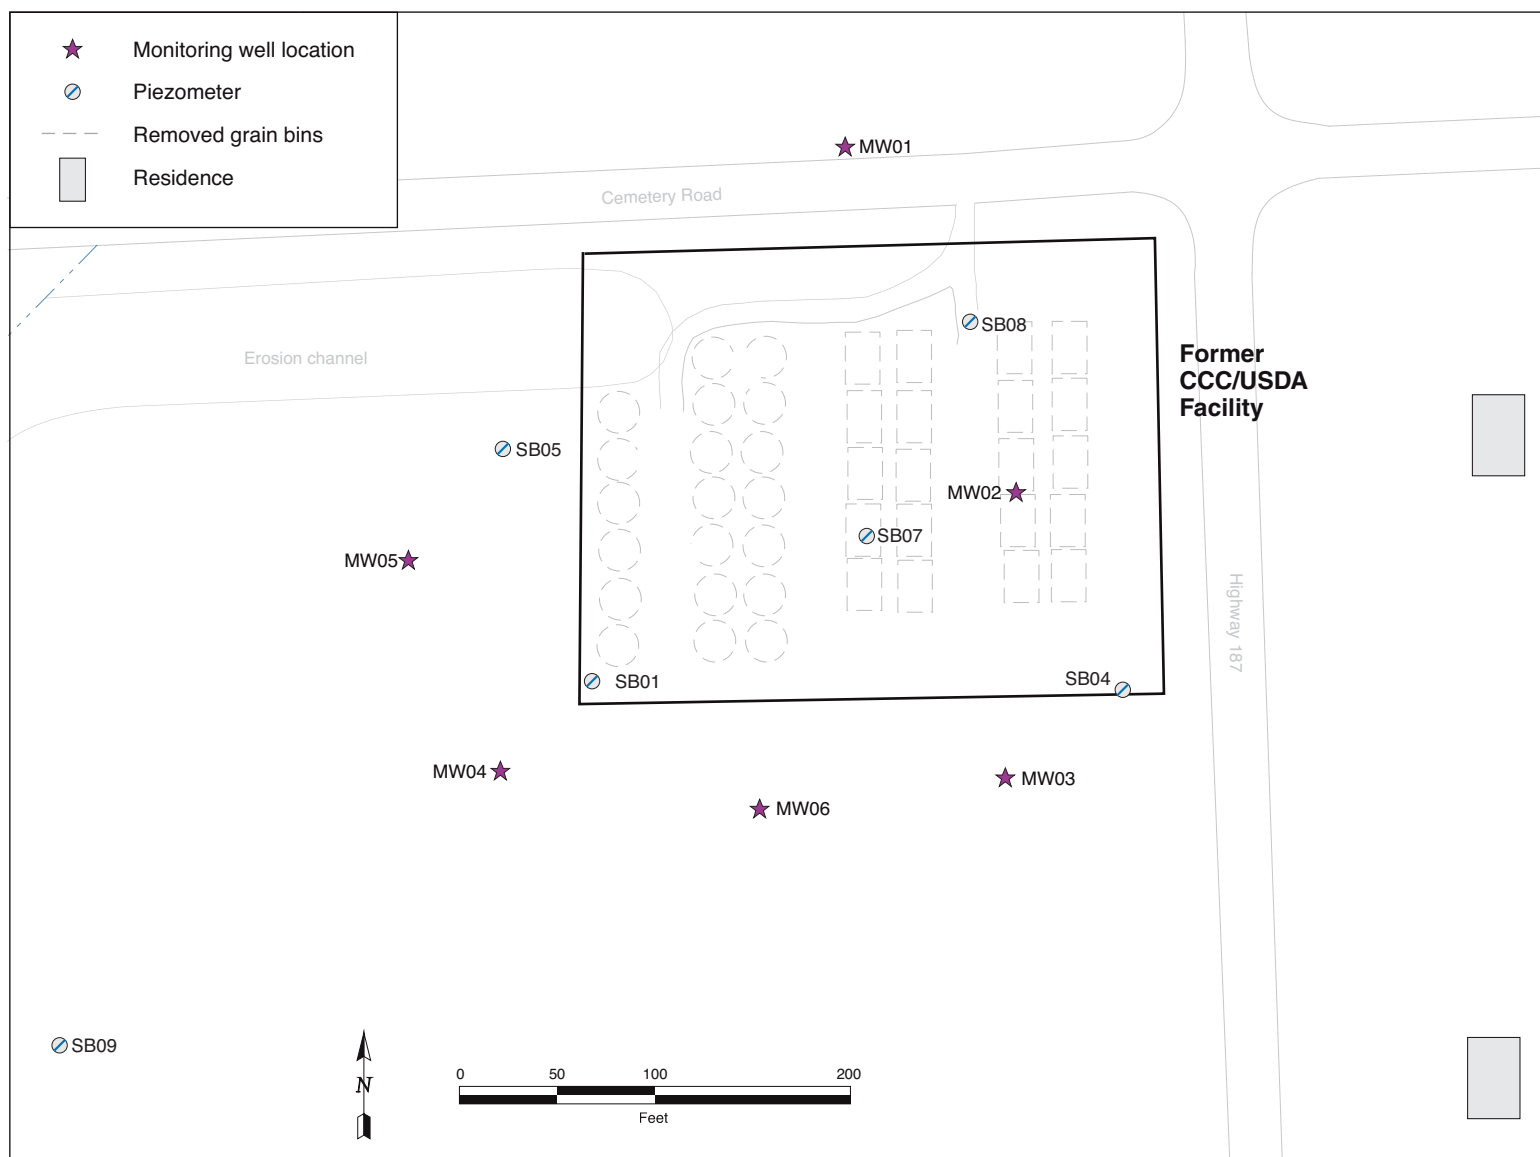 Monitoring well location
Piezometer
Removed grain bins
Residence
MW01
Cemetery Road
SB08
Former
CCC/USDA
Facility
Erosion channel
SB05
MW02
SB07
MW05
Highway 187
SB01
SB04
MW04
MW03
MW06
SB09
N
0 50 100 200
Feet